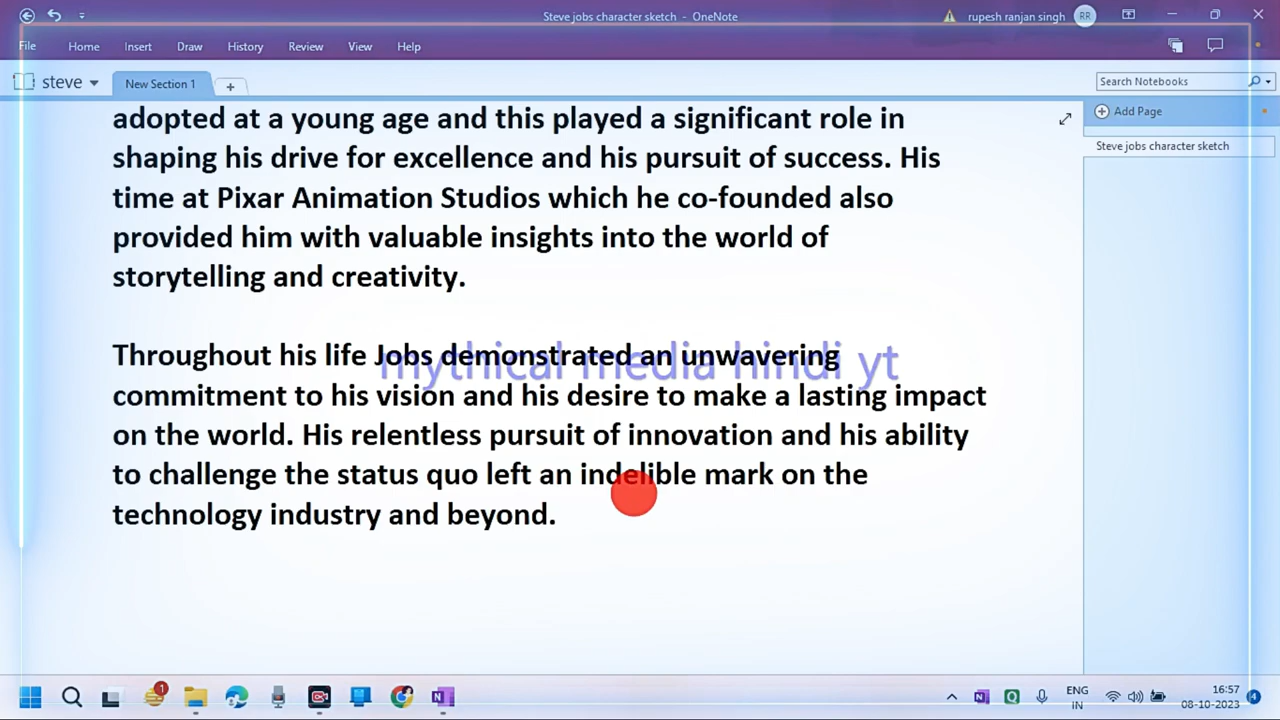 Steve jobs character sketch - OneNote
rupesh ranjan singh
RR
File Home Insert Draw History Review View Help
steve
New Section 1
Search Notebooks
Add Page
Steve jobs character sketch
adopted at a young age and this played a significant role in
shaping his drive for excellence and his pursuit of success. His
time at Pixar Animation Studios which he co-founded also
provided him with valuable insights into the world of
storytelling and creativity.
Throughout his life Jobs demonstrated an unwavering
mythical media hindi yt
commitment to his vision and his desire to make a lasting impact
on the world. His relentless pursuit of innovation and his ability
to challenge the status quo left an indelible mark on the
technology industry and beyond.
1
ENG
IN
16:57
08-10-2023
4